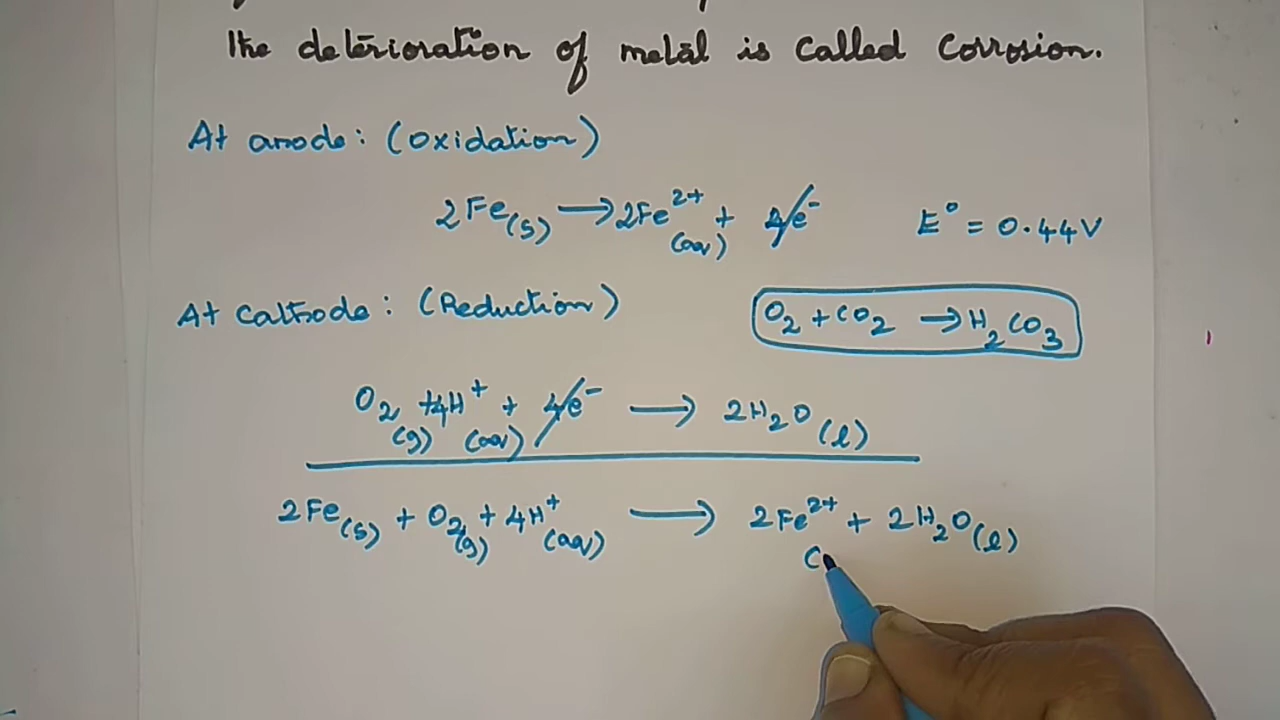 The deterioration of metal is called Corrosion.
At anode: (Oxidation)
2Fe(s) → 2Fe²⁺(aq) + 4e⁻ E° = 0.44V
At Cathode: (Reduction)
O₂ + CO₂ → H₂CO₃
O₂(g) + 4H⁺(aq) + 4e⁻ → 2H₂O(l)
2Fe(s) + O₂(g) + 4H⁺(aq) → 2Fe²⁺ + 2H₂O(l)
(